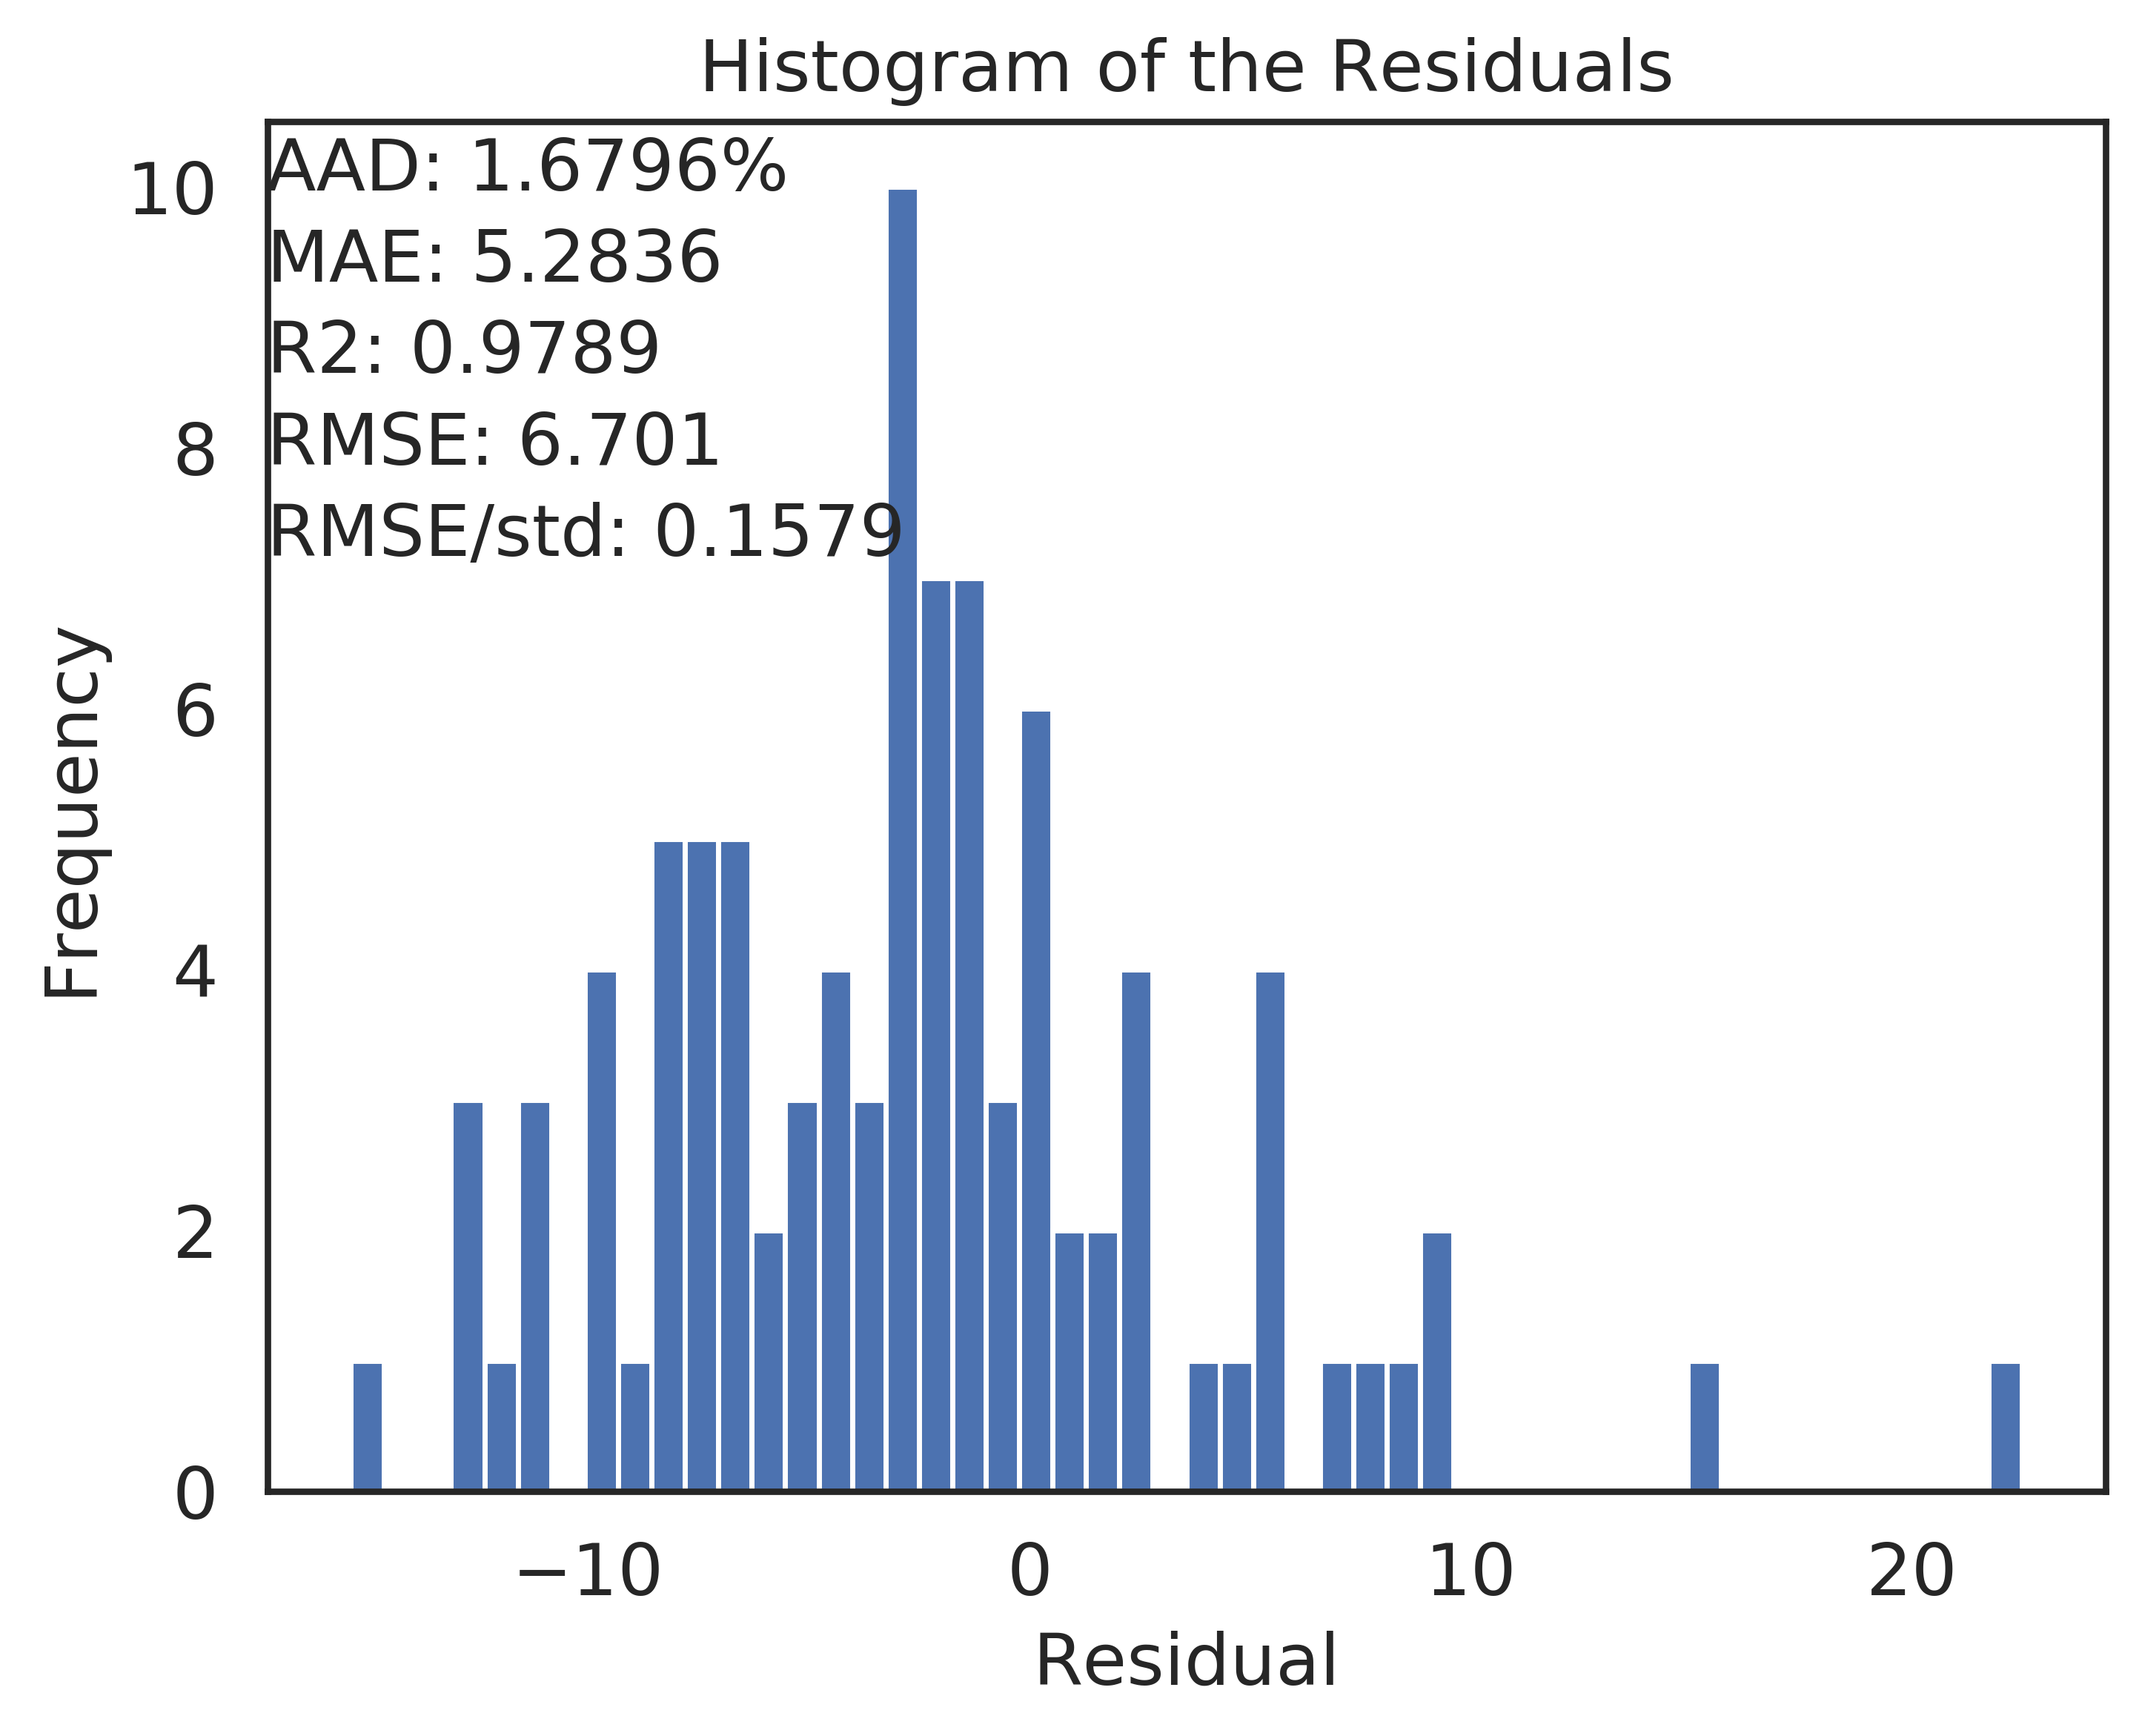 Histogram of the Residuals
AAD: 1.6796%
MAE: 5.2836
R2: 0.9789
RMSE: 6.701
RMSE/std: 0.1579
Frequency
10
8
6
4
2
0
−10 0 10 20
Residual